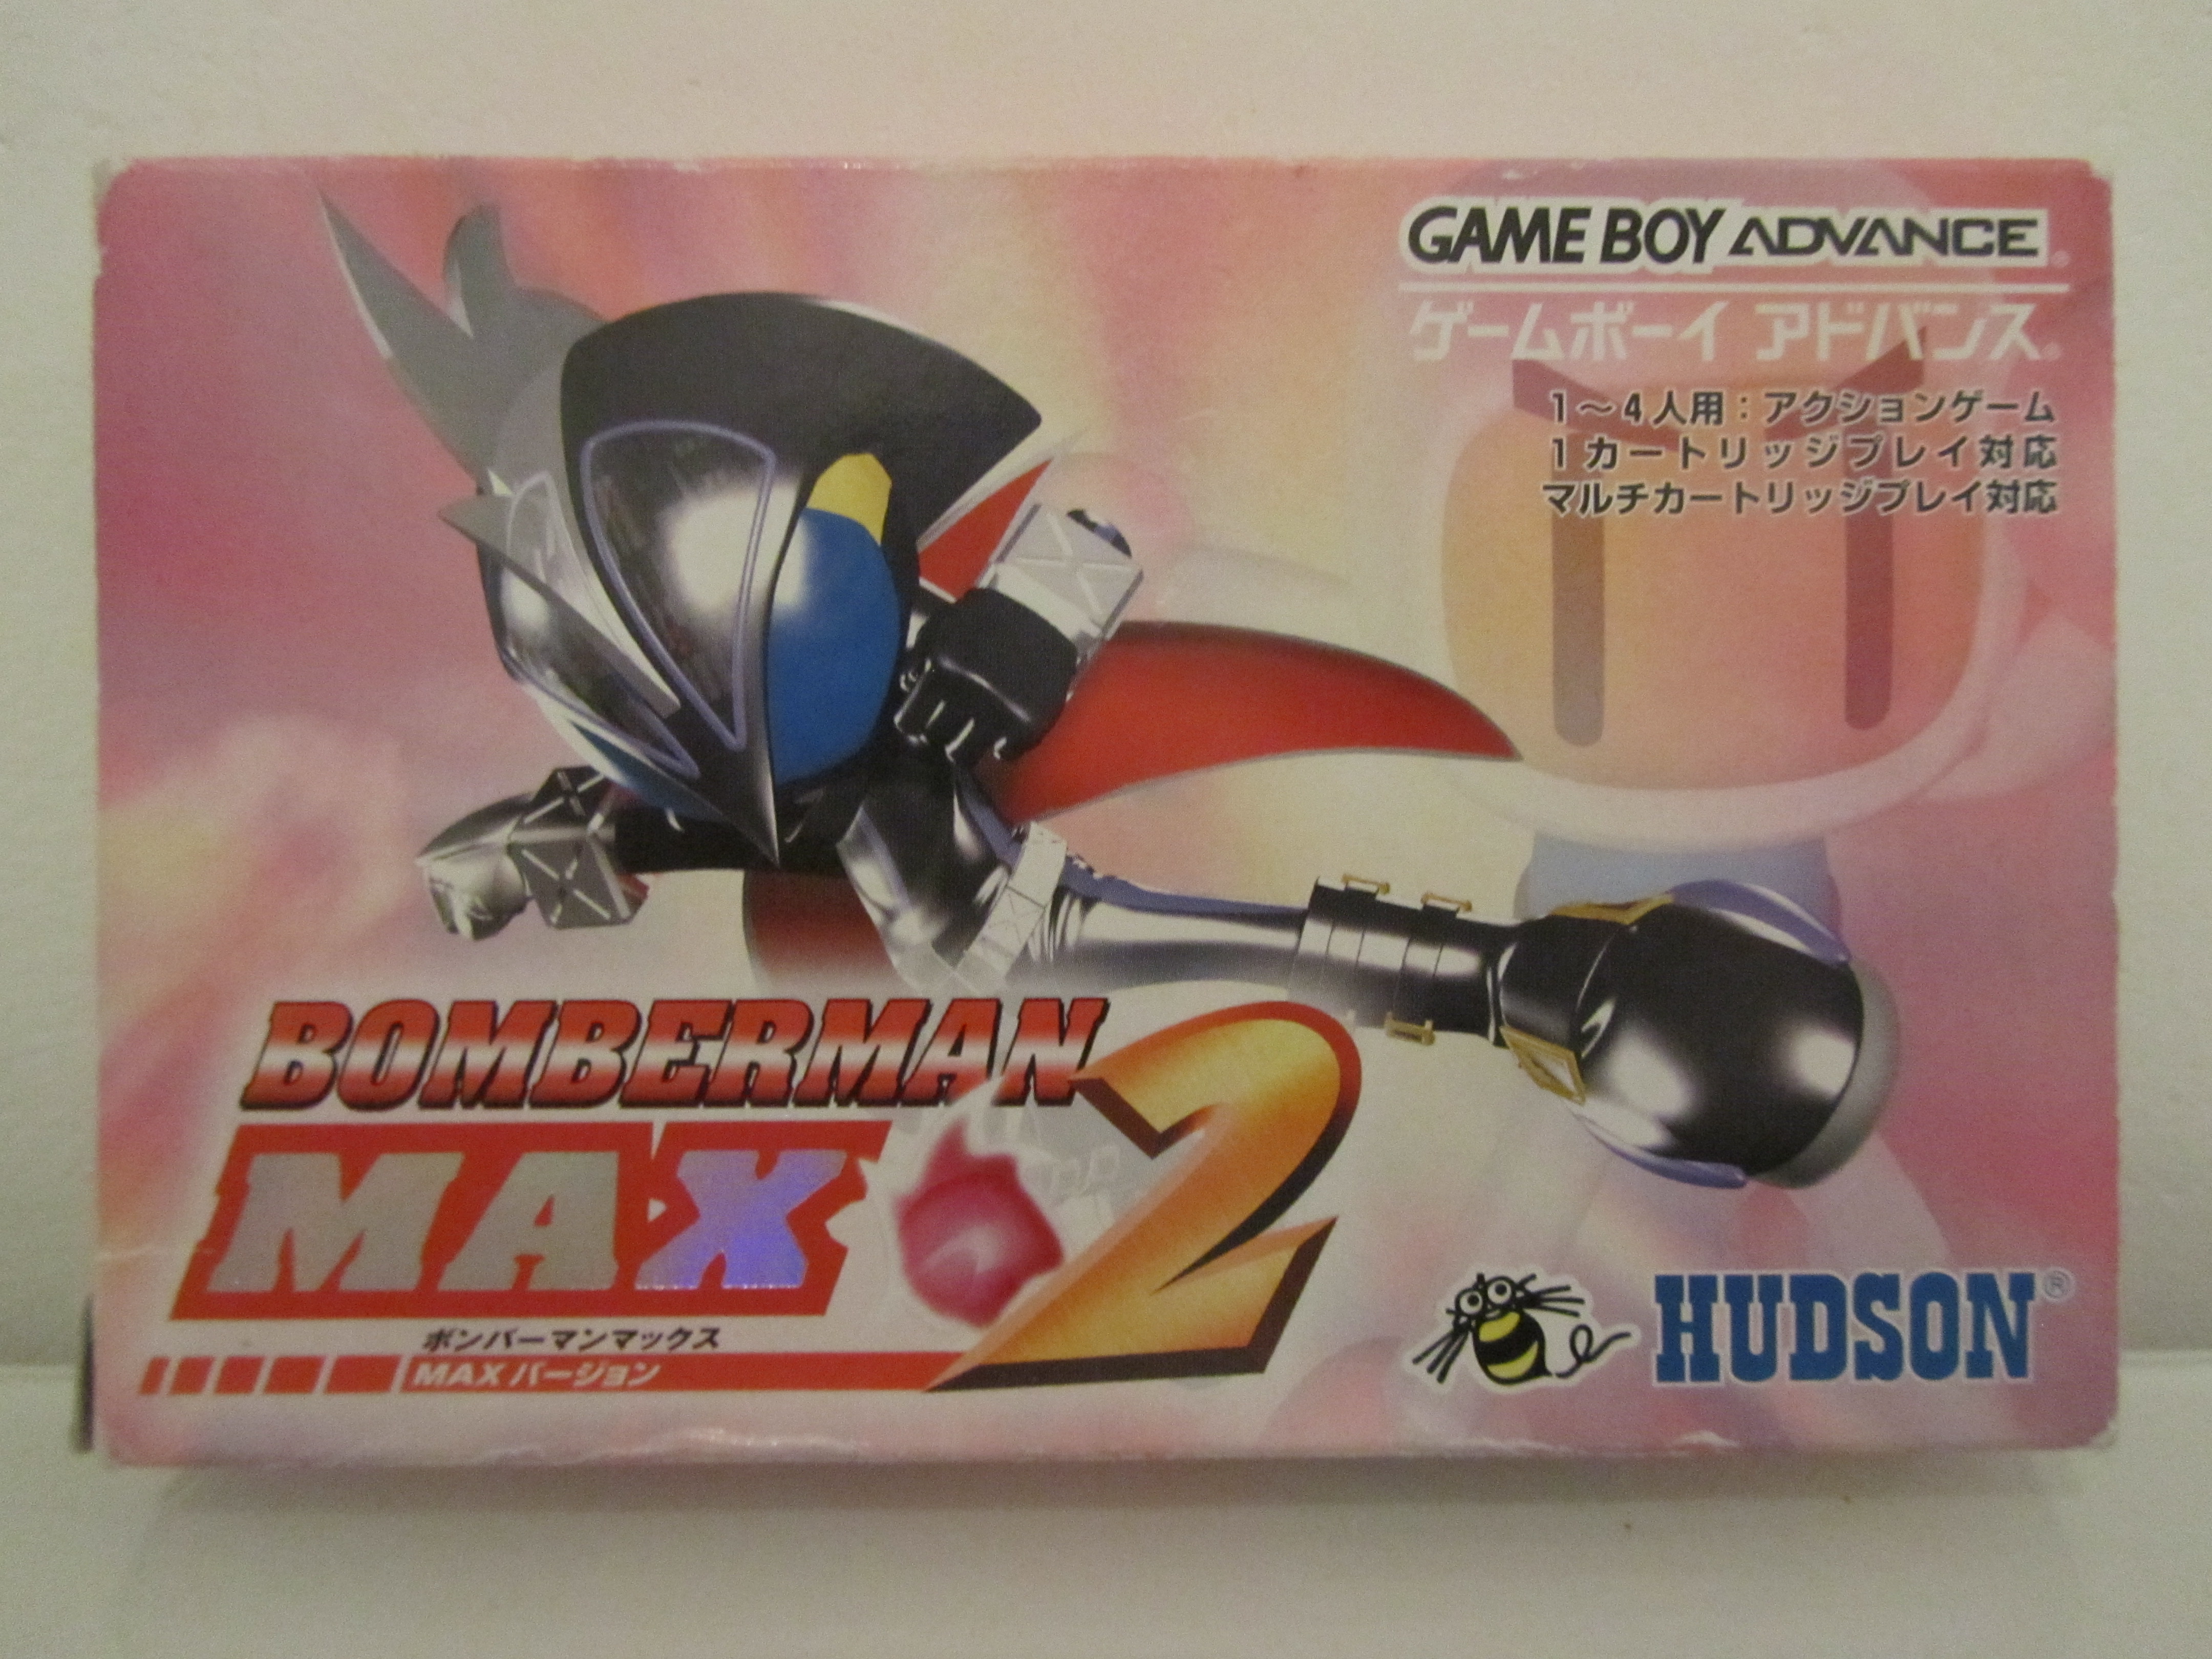 GAME BOY ADVANCE
ゲームボーイ アドバンス
1～4人用：アクションゲーム
1カートリッジプレイ対応
マルチカートリッジプレイ対応
BOMBERMAN
MAX 2
ボンバーマンマックス
MAXバージョン
HUDSON®